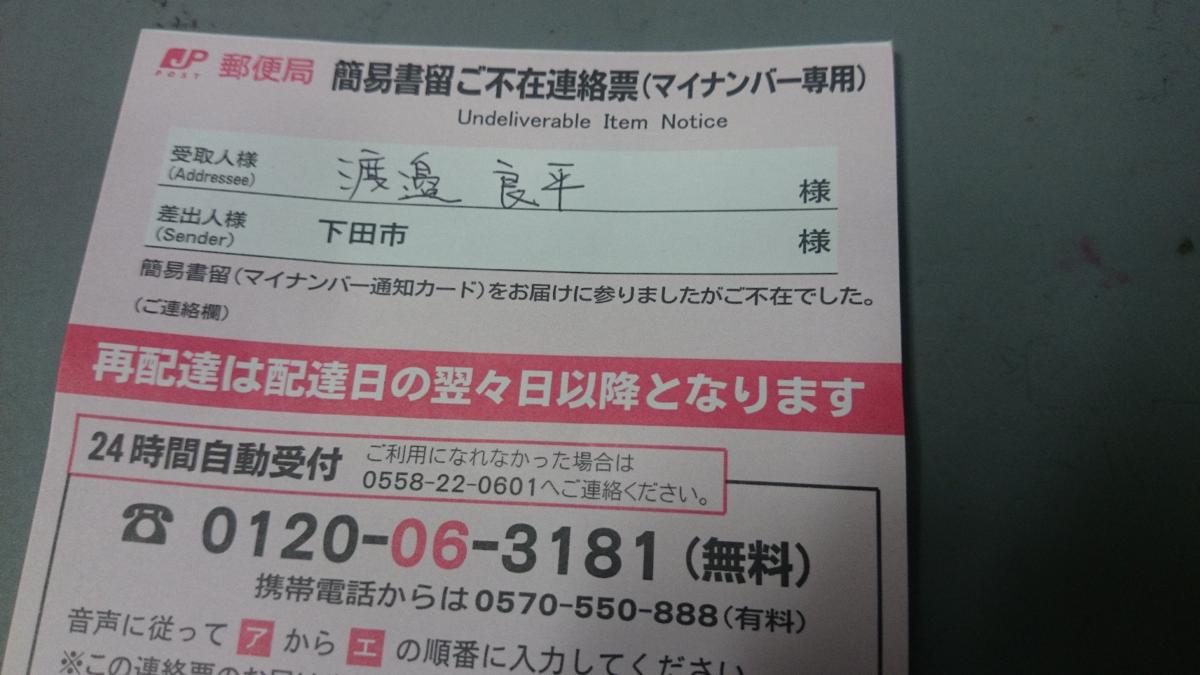 JP POST 郵便局 簡易書留ご不在連絡票(マイナンバー専用)
Undeliverable Item Notice
受取人様 (Addressee) 渡邉 良平 様
差出人様 (Sender) 下田市 様
簡易書留(マイナンバー通知カード)をお届けに参りましたがご不在でした。
(ご連絡欄)
再配達は配達日の翌々日以降となります
24時間自動受付 ご利用になれなかった場合は
0558-22-0601へご連絡ください。
☎ 0120-06-3181(無料)
携帯電話からは0570-550-888(有料)
音声に従って ア から エ の順番に入力してください
※この連絡票のお届け